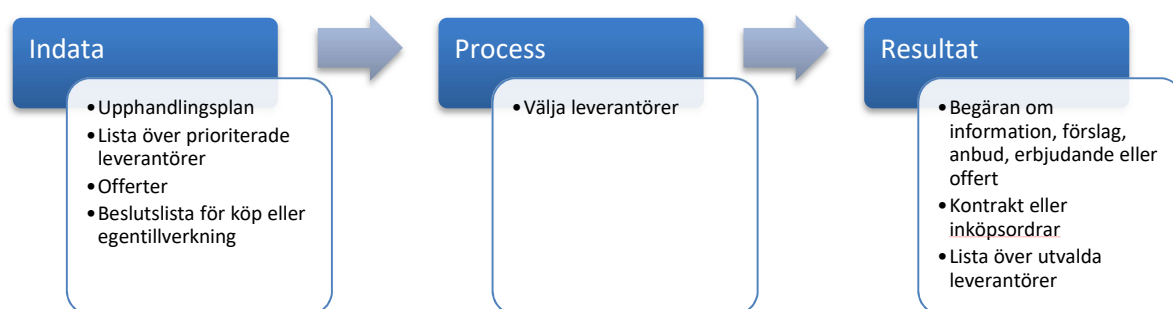 Indata
•Upphandlingsplan
•Lista över prioriterade
leverantörer
•Offerter
•Beslutslista för köp eller
egentillverkning
Process
•Välja leverantörer
Resultat
•Begäran om
information, förslag,
anbud, erbjudande eller
offert
•Kontrakt eller
inköpsordrar
•Lista över utvalda
leverantörer